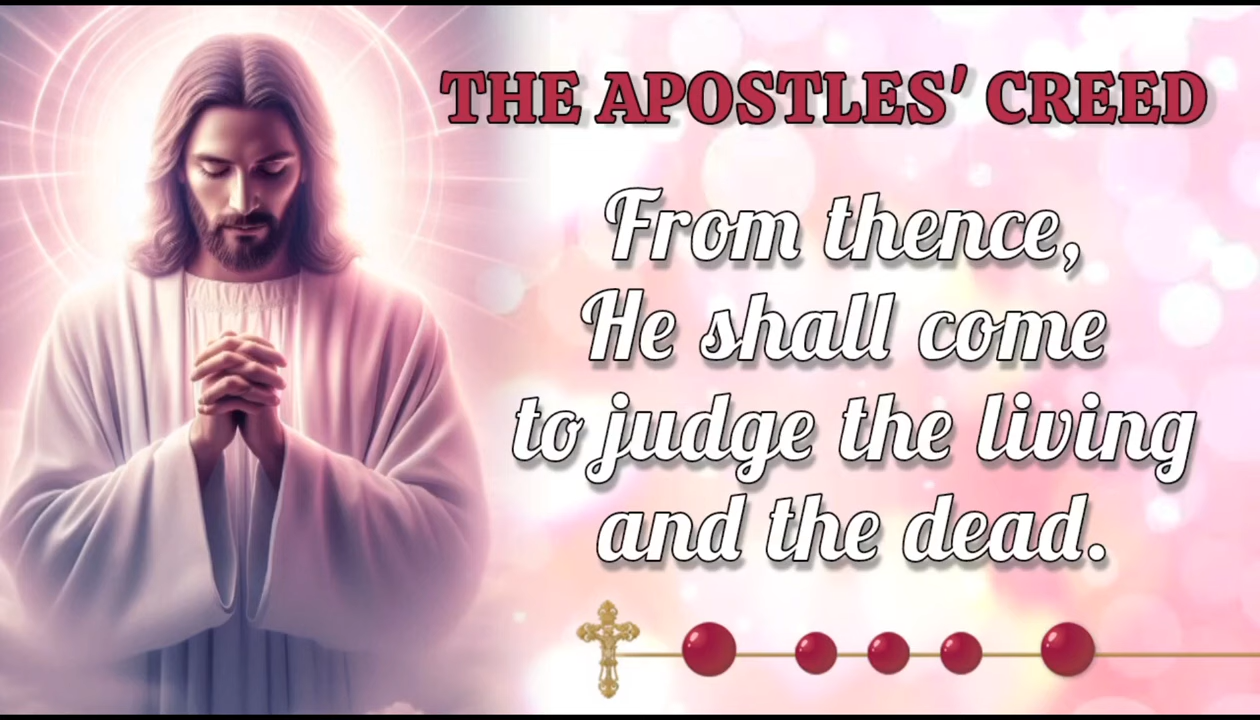 THE APOSTLES' CREED
From thence,
He shall come
to judge the living
and the dead.